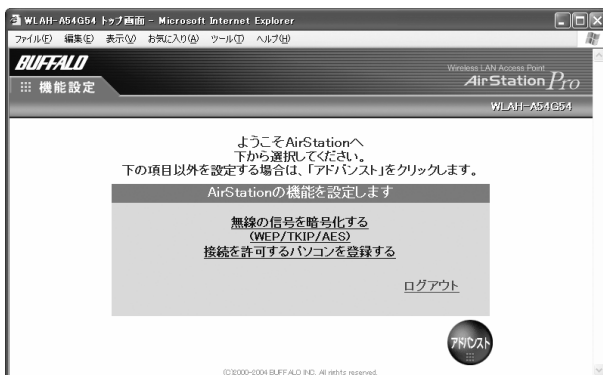 WLAH-A54G54 トップ画面 - Microsoft Internet Explorer
ファイル(F) 編集(E) 表示(V) お気に入り(A) ツール(T) ヘルプ(H)
BUFFALO
Wireless LAN Access Point
AirStation Pro
機能設定
WLAH-A54G54
ようこそAirStationへ
下から選択してください。
下の項目以外を設定する場合は、「アドバンスト」をクリックします。
AirStationの機能を設定します
無線の信号を暗号化する
(WEP/TKIP/AES)
接続を許可するパソコンを登録する
ログアウト
アドバンスト
(C)2000-2004 BUFFALO INC. All rights reserved.